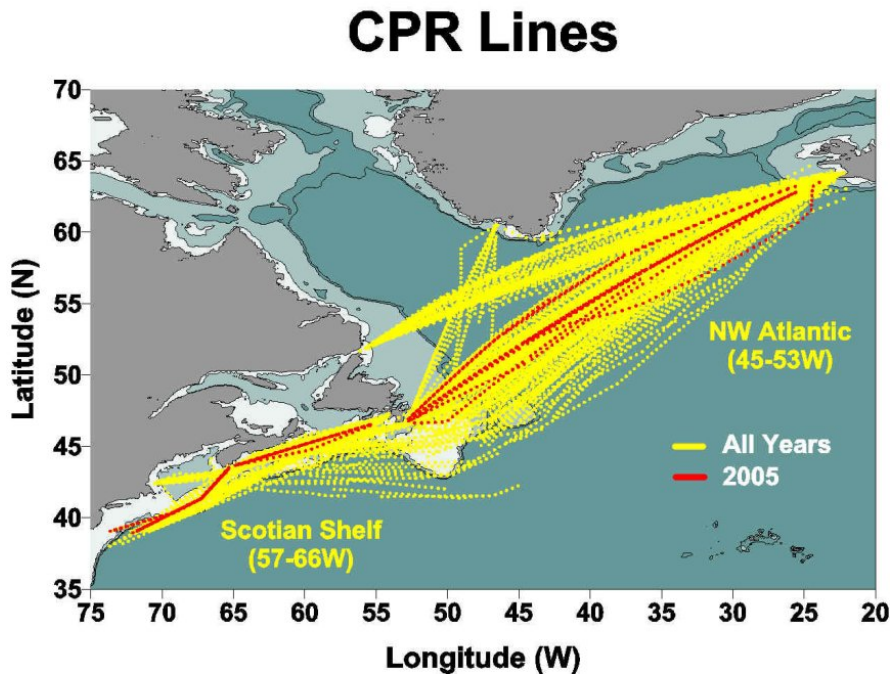 CPR Lines
70
65
60
55
50
45
40
35
Latitude (N)
NW Atlantic
(45-53W)
All Years
2005
Scotian Shelf
(57-66W)
75 70 65 60 55 50 45 40 35 30 25 20
Longitude (W)